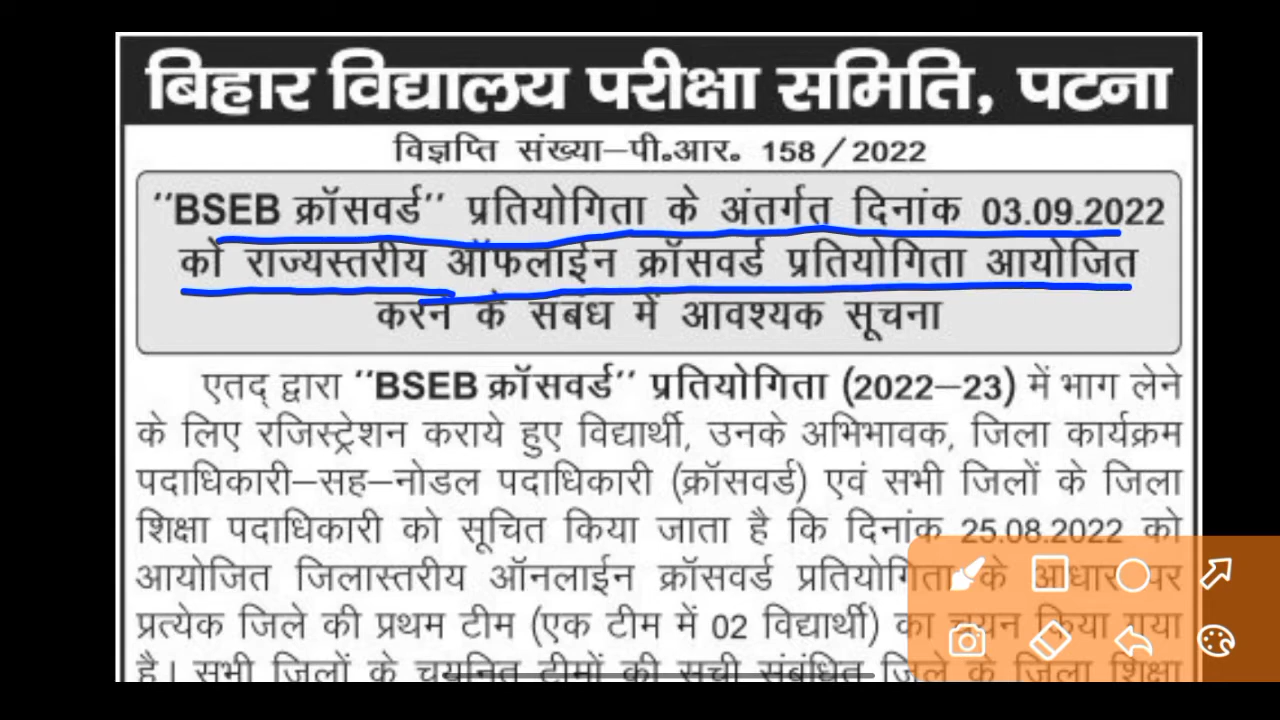 बिहार विद्यालय परीक्षा समिति, पटना
विज्ञप्ति संख्या–पी.आर. 158/2022
"BSEB क्रॉसवर्ड" प्रतियोगिता के अंतर्गत दिनांक 03.09.2022
को राज्यस्तरीय ऑफलाईन क्रॉसवर्ड प्रतियोगिता आयोजित
करने के संबंध में आवश्यक सूचना
एतद् द्वारा "BSEB क्रॉसवर्ड" प्रतियोगिता (2022–23) में भाग लेने
के लिए रजिस्ट्रेशन कराये हुए विद्यार्थी, उनके अभिभावक, जिला कार्यक्रम
पदाधिकारी–सह–नोडल पदाधिकारी (क्रॉसवर्ड) एवं सभी जिलों के जिला
शिक्षा पदाधिकारी को सूचित किया जाता है कि दिनांक 25.08.2022 को
आयोजित जिलास्तरीय ऑनलाईन क्रॉसवर्ड प्रतियोगिता के आधार पर
प्रत्येक जिले की प्रथम टीम (एक टीम में 02 विद्यार्थी) का चयन किया गया
है। सभी जिलों के चयनित टीमों की सूची संबंधित जिले के जिला शिक्षा